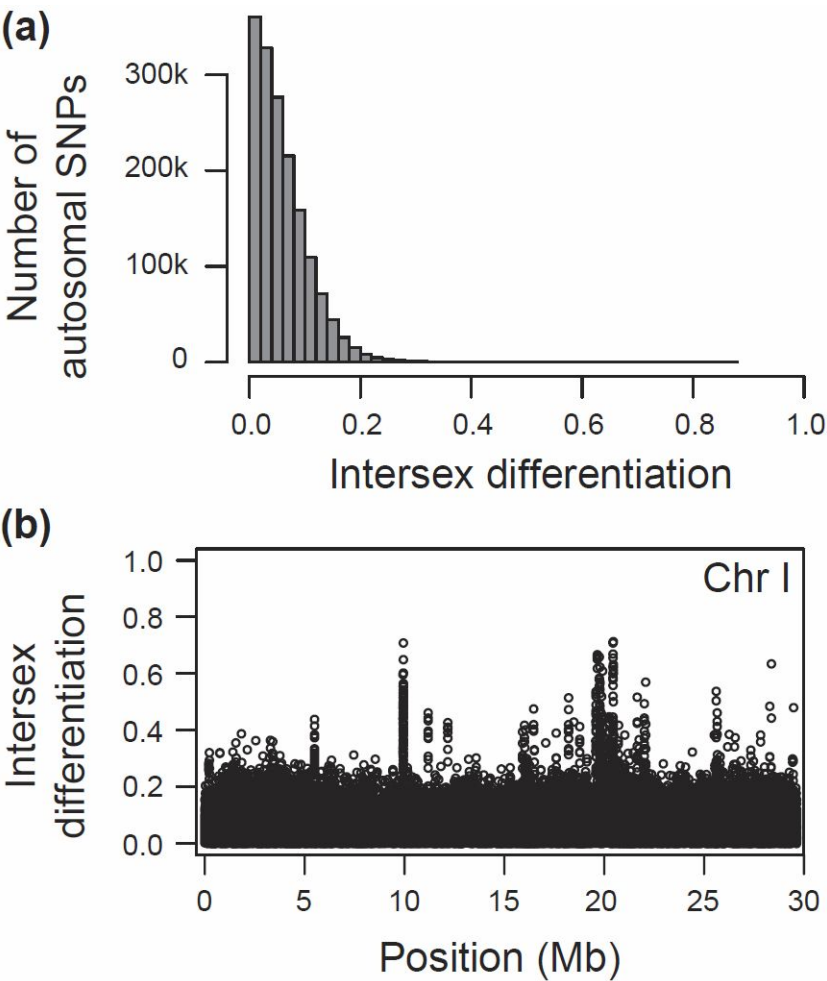 (a)
Number of
autosomal SNPs
300k
200k
100k
0
0.0 0.2 0.4 0.6 0.8 1.0
Intersex differentiation
(b)
Intersex
differentiation
Chr I
1.0
0.8
0.6
0.4
0.2
0.0
0 5 10 15 20 25 30
Position (Mb)